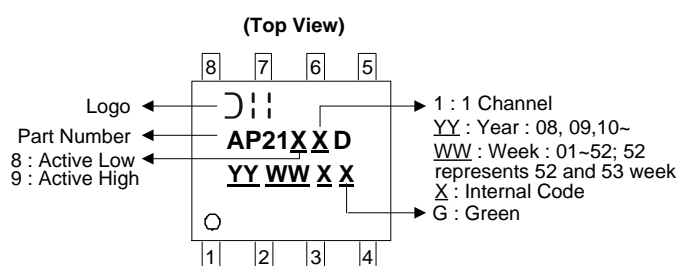 (Top View)
8 7 6 5
Logo
Part Number
8 : Active Low
9 : Active High
AP21XXD
YY WW X X
1 : 1 Channel
YY : Year : 08, 09,10~
WW : Week : 01~52; 52
represents 52 and 53 week
X : Internal Code
G : Green
1 2 3 4